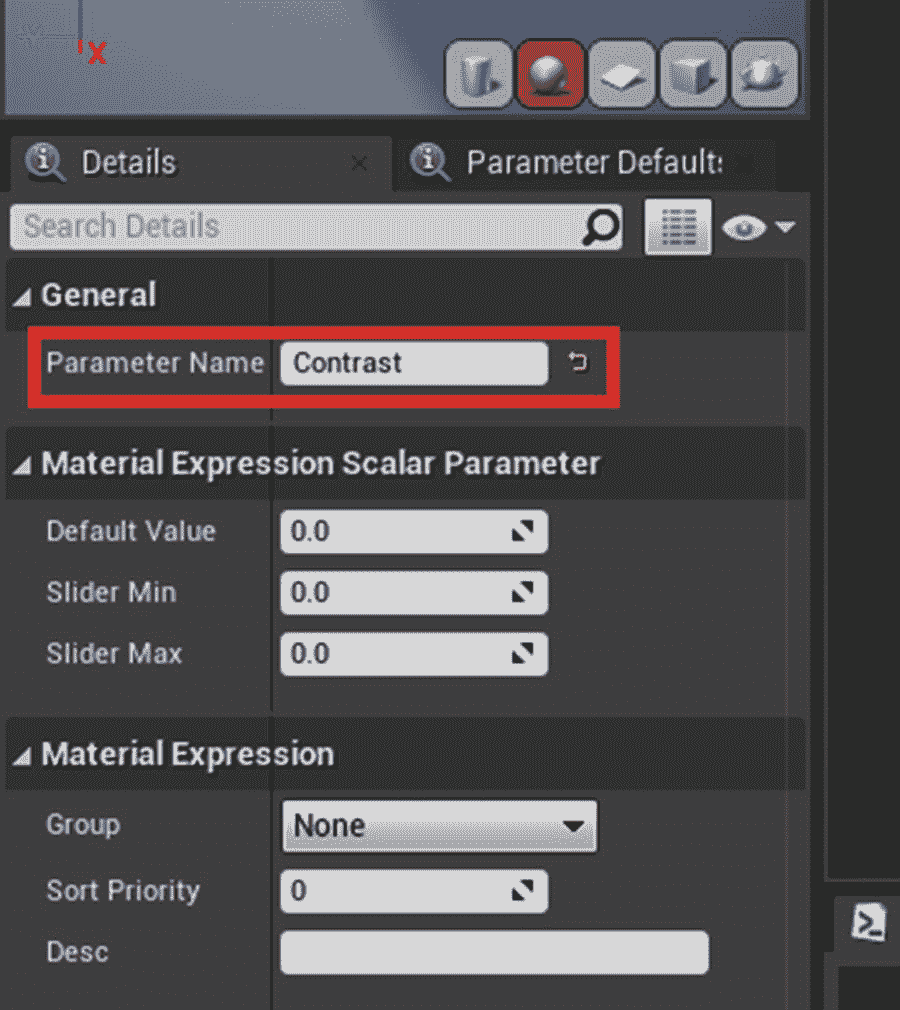 X
Details
Parameter Defaults
Search Details
General
Parameter Name Contrast
Material Expression Scalar Parameter
Default Value 0.0
Slider Min 0.0
Slider Max 0.0
Material Expression
Group None
Sort Priority 0
Desc